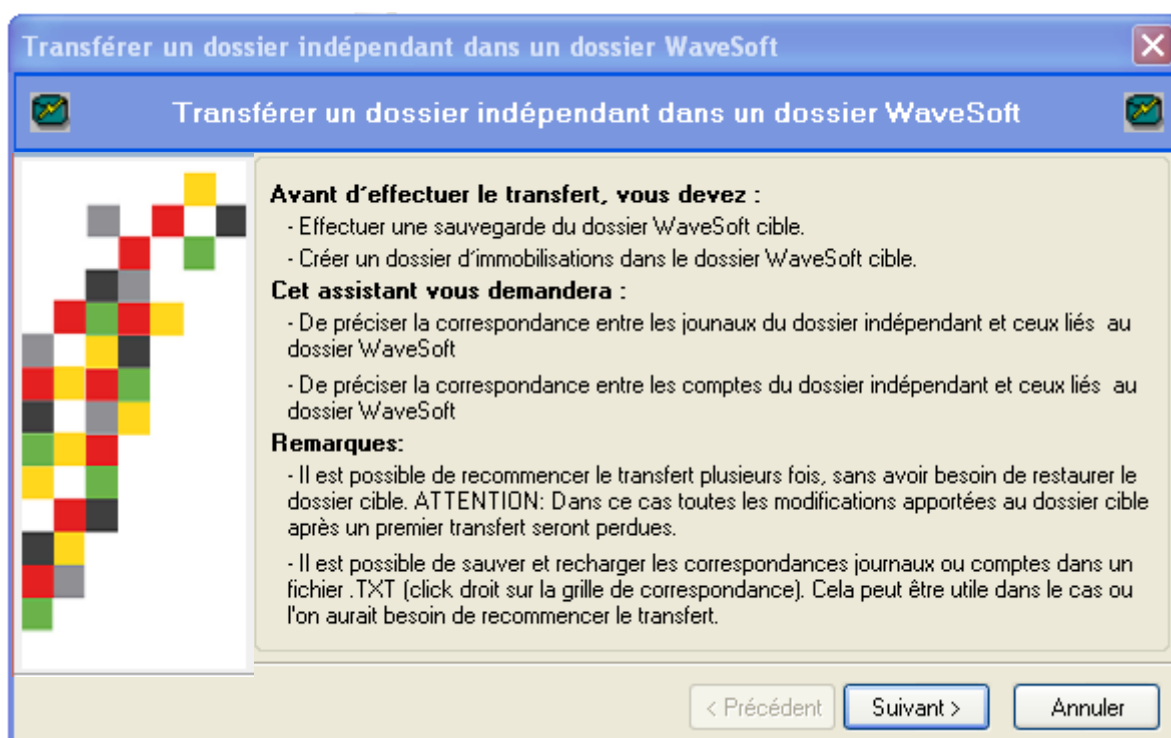 Transférer un dossier indépendant dans un dossier WaveSoft
Transférer un dossier indépendant dans un dossier WaveSoft
Avant d'effectuer le transfert, vous devez :
- Effectuer une sauvegarde du dossier WaveSoft cible.
- Créer un dossier d'immobilisations dans le dossier WaveSoft cible.
Cet assistant vous demandera :
- De préciser la correspondance entre les jounaux du dossier indépendant et ceux liés au
dossier WaveSoft
- De préciser la correspondance entre les comptes du dossier indépendant et ceux liés au
dossier WaveSoft
Remarques:
- Il est possible de recommencer le transfert plusieurs fois, sans avoir besoin de restaurer le
dossier cible. ATTENTION: Dans ce cas toutes les modifications apportées au dossier cible
après un premier transfert seront perdues.
- Il est possible de sauver et recharger les correspondances journaux ou comptes dans un
fichier .TXT (click droit sur la grille de correspondance). Cela peut être utile dans le cas ou
l'on aurait besoin de recommencer le transfert.
< Précédent
Suivant >
Annuler